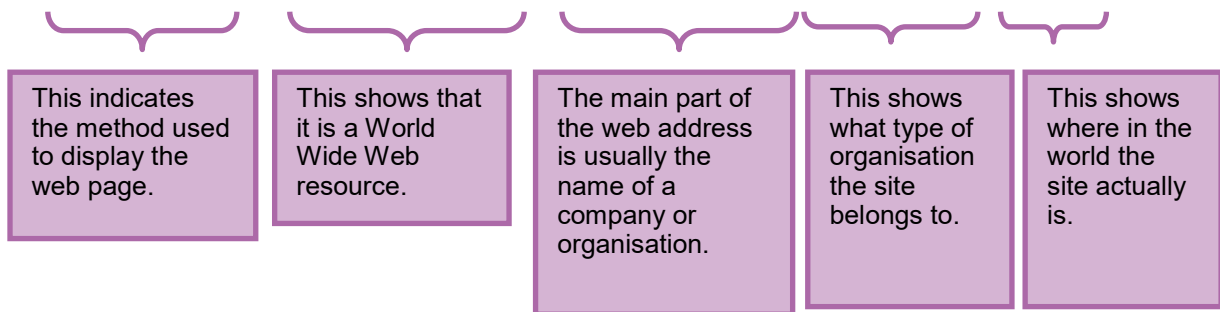 This indicates
the method used
to display the
web page.
This shows that
it is a World
Wide Web
resource.
The main part of
the web address
is usually the
name of a
company or
organisation.
This shows
what type of
organisation
the site
belongs to.
This shows
where in the
world the
site actually
is.